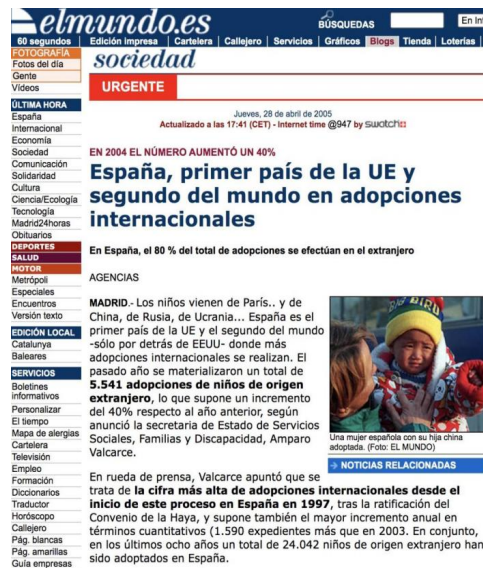 elmundo.es
BÚSQUEDAS
En Int
60 segundos | Edición impresa | Cartelera | Callejero | Servicios | Gráficos | Blogs | Tienda | Loterías |
FOTOGRAFÍA
Fotos del día
Gente
Vídeos
ÚLTIMA HORA
España
Internacional
Economía
Sociedad
Comunicación
Solidaridad
Cultura
Ciencia/Ecología
Tecnología
Madrid24horas
Obituarios
DEPORTES
SALUD
MOTOR
Metrópoli
Especiales
Encuentros
Versión texto
EDICIÓN LOCAL
Catalunya
Baleares
SERVICIOS
Boletines
informativos
Personalizar
El tiempo
Mapa de alergias
Cartelera
Televisión
Empleo
Formación
Diccionarios
Traductor
Horóscopo
Callejero
Pág. blancas
Pág. amarillas
Guía empresas
sociedad
URGENTE
Jueves, 28 de abril de 2005
Actualizado a las 17:41 (CET) - Internet time @947 by swatch
EN 2004 EL NÚMERO AUMENTÓ UN 40%
España, primer país de la UE y
segundo del mundo en adopciones
internacionales
En España, el 80 % del total de adopciones se efectúan en el extranjero
AGENCIAS
MADRID.- Los niños vienen de París.. y de
China, de Rusia, de Ucrania... España es el
primer país de la UE y el segundo del mundo
-sólo por detrás de EEUU- donde más
adopciones internacionales se realizan. El
pasado año se materializaron un total de
5.541 adopciones de niños de origen
extranjero, lo que supone un incremento
del 40% respecto al año anterior, según
anunció la secretaria de Estado de Servicios
Sociales, Familias y Discapacidad, Amparo
Valcarce.
BIG BIRD
Una mujer española con su hija china
adoptada. (Foto: EL MUNDO)
NOTICIAS RELACIONADAS
En rueda de prensa, Valcarce apuntó que se
trata de la cifra más alta de adopciones internacionales desde el
inicio de este proceso en España en 1997, tras la ratificación del
Convenio de la Haya, y supone también el mayor incremento anual en
términos cuantitativos (1.590 expedientes más que en 2003. En conjunto,
en los últimos ocho años un total de 24.042 niños de origen extranjero han
sido adoptados en España.